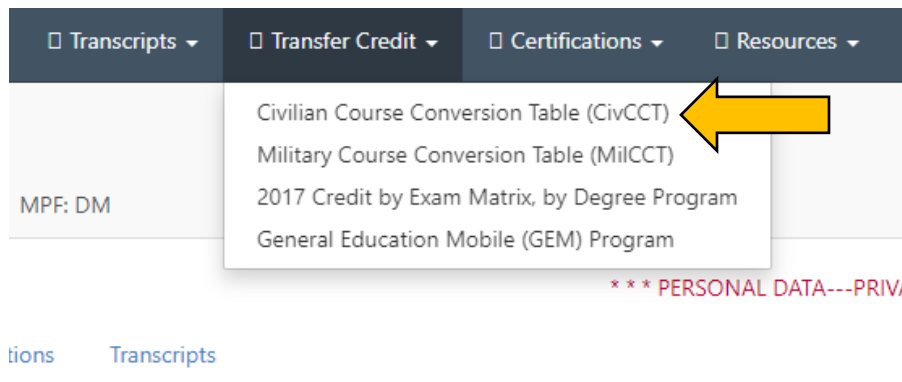 Transcripts Transfer Credit Certifications Resources
Civilian Course Conversion Table (CivCCT)
Military Course Conversion Table (MilCCT)
MPF: DM
2017 Credit by Exam Matrix, by Degree Program
General Education Mobile (GEM) Program
* * * PERSONAL DATA---PRIVA
tions Transcripts